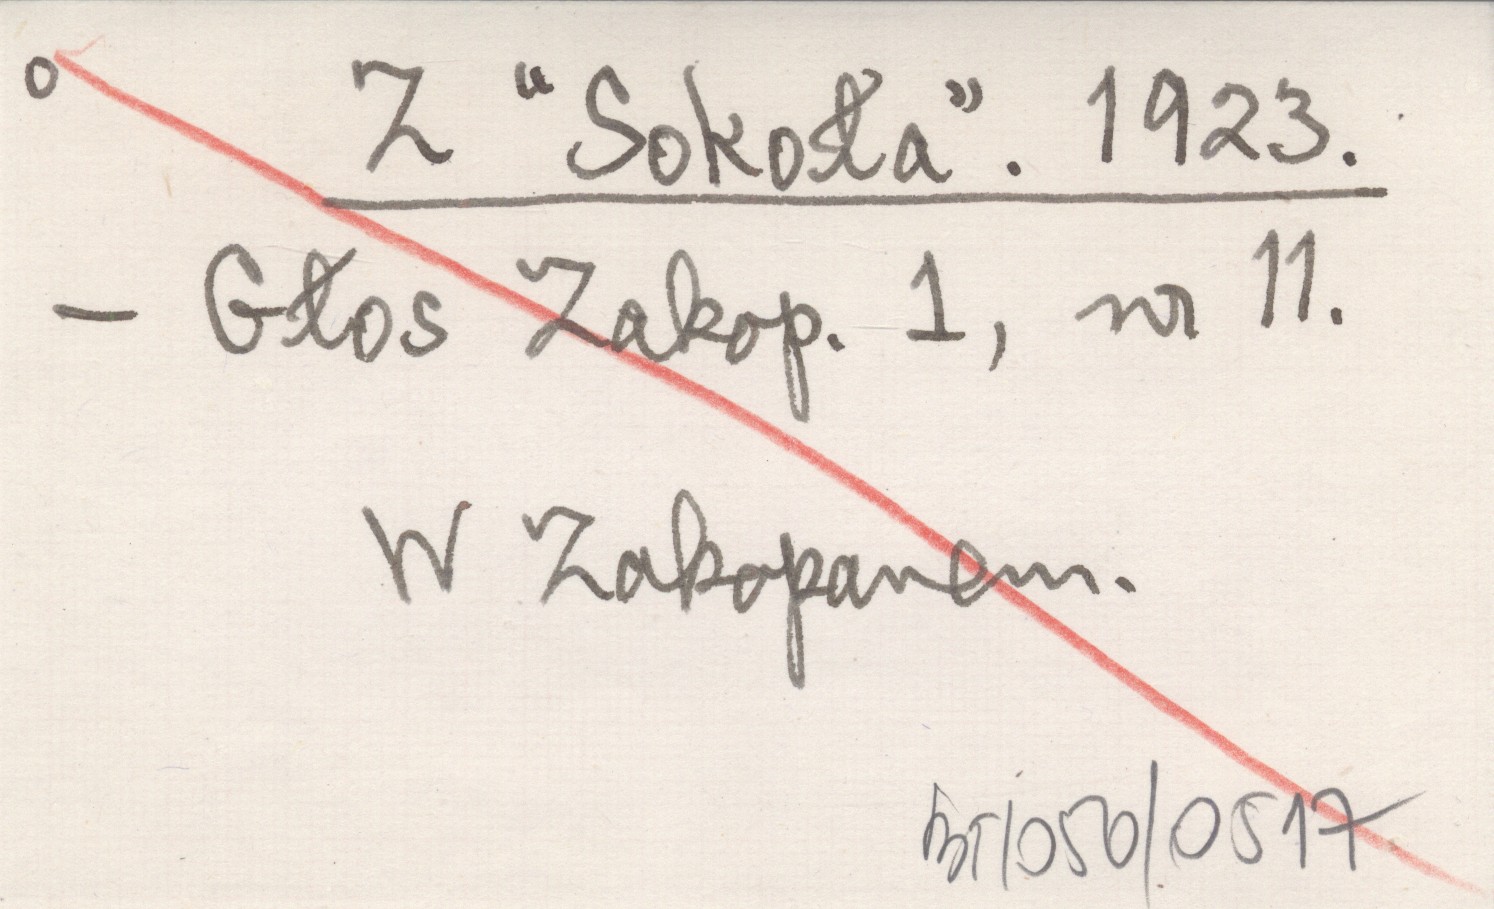 o Z "Sokoła". 1923.
- Głos Zakop. 1, nr 11.
W Zakopanem.
BT/050/0517